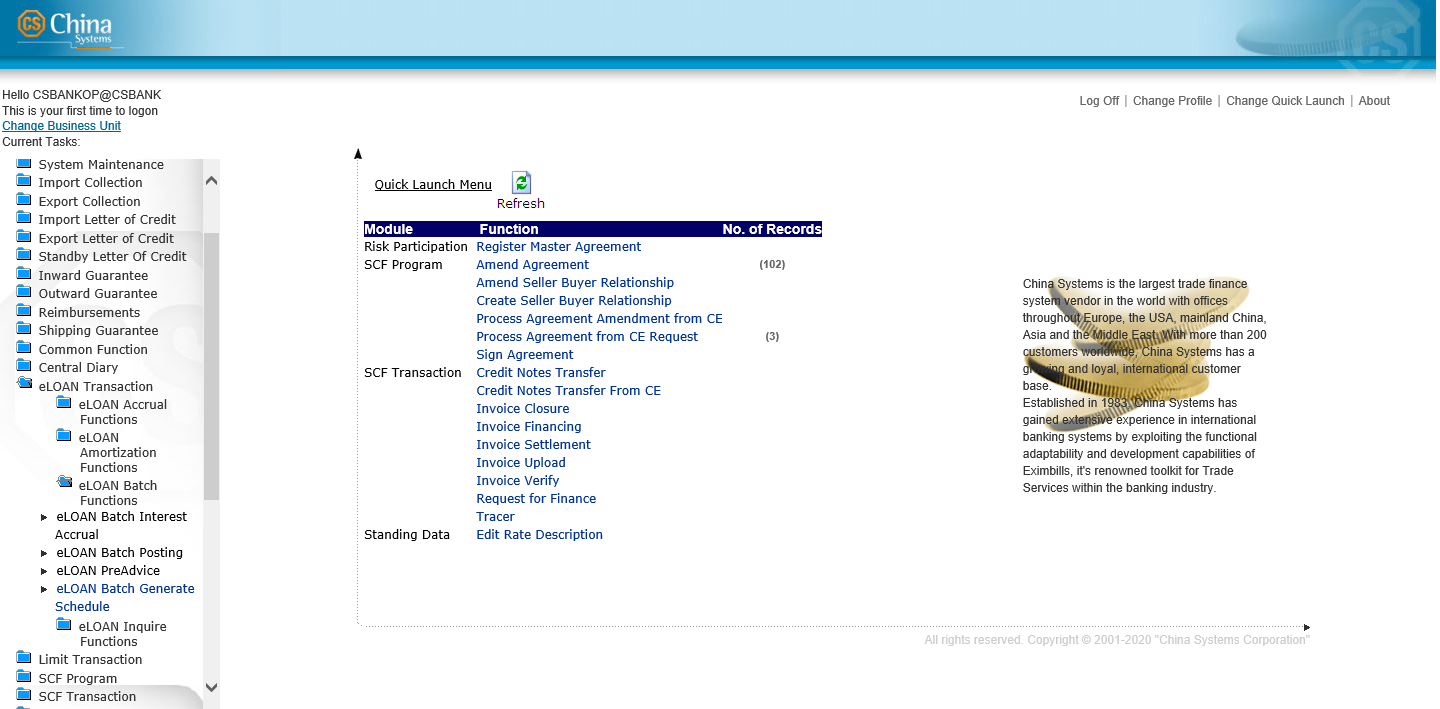 CS China
Systems
CS
Hello CSBANKOP@CSBANK
This is your first time to logon
Change Business Unit
Current Tasks:
Log Off | Change Profile | Change Quick Launch | About
System Maintenance
Import Collection
Export Collection
Import Letter of Credit
Export Letter of Credit
Standby Letter Of Credit
Inward Guarantee
Outward Guarantee
Reimbursements
Shipping Guarantee
Common Function
Central Diary
eLOAN Transaction
eLOAN Accrual
Functions
eLOAN
Amortization
Functions
eLOAN Batch
Functions
eLOAN Batch Interest
Accrual
eLOAN Batch Posting
eLOAN PreAdvice
eLOAN Batch Generate
Schedule
eLOAN Inquire
Functions
Limit Transaction
SCF Program
SCF Transaction
Quick Launch Menu
Refresh
Module Function No. of Records
Risk Participation Register Master Agreement
SCF Program Amend Agreement (102)
Amend Seller Buyer Relationship
Create Seller Buyer Relationship
Process Agreement Amendment from CE
Process Agreement from CE Request (3)
Sign Agreement
SCF Transaction Credit Notes Transfer
Credit Notes Transfer From CE
Invoice Closure
Invoice Financing
Invoice Settlement
Invoice Upload
Invoice Verify
Request for Finance
Tracer
Standing Data Edit Rate Description
China Systems is the largest trade finance
system vendor in the world with offices
throughout Europe, the USA, mainland China,
Asia and the Middle East. With more than 200
customers worldwide, China Systems has a
growing and loyal, international customer
base.
Established in 1983, China Systems has
gained extensive experience in international
banking systems by exploiting the functional
adaptability and development capabilities of
Eximbills, it's renowned toolkit for Trade
Services within the banking industry.
All rights reserved. Copyright © 2001-2020 "China Systems Corporation"